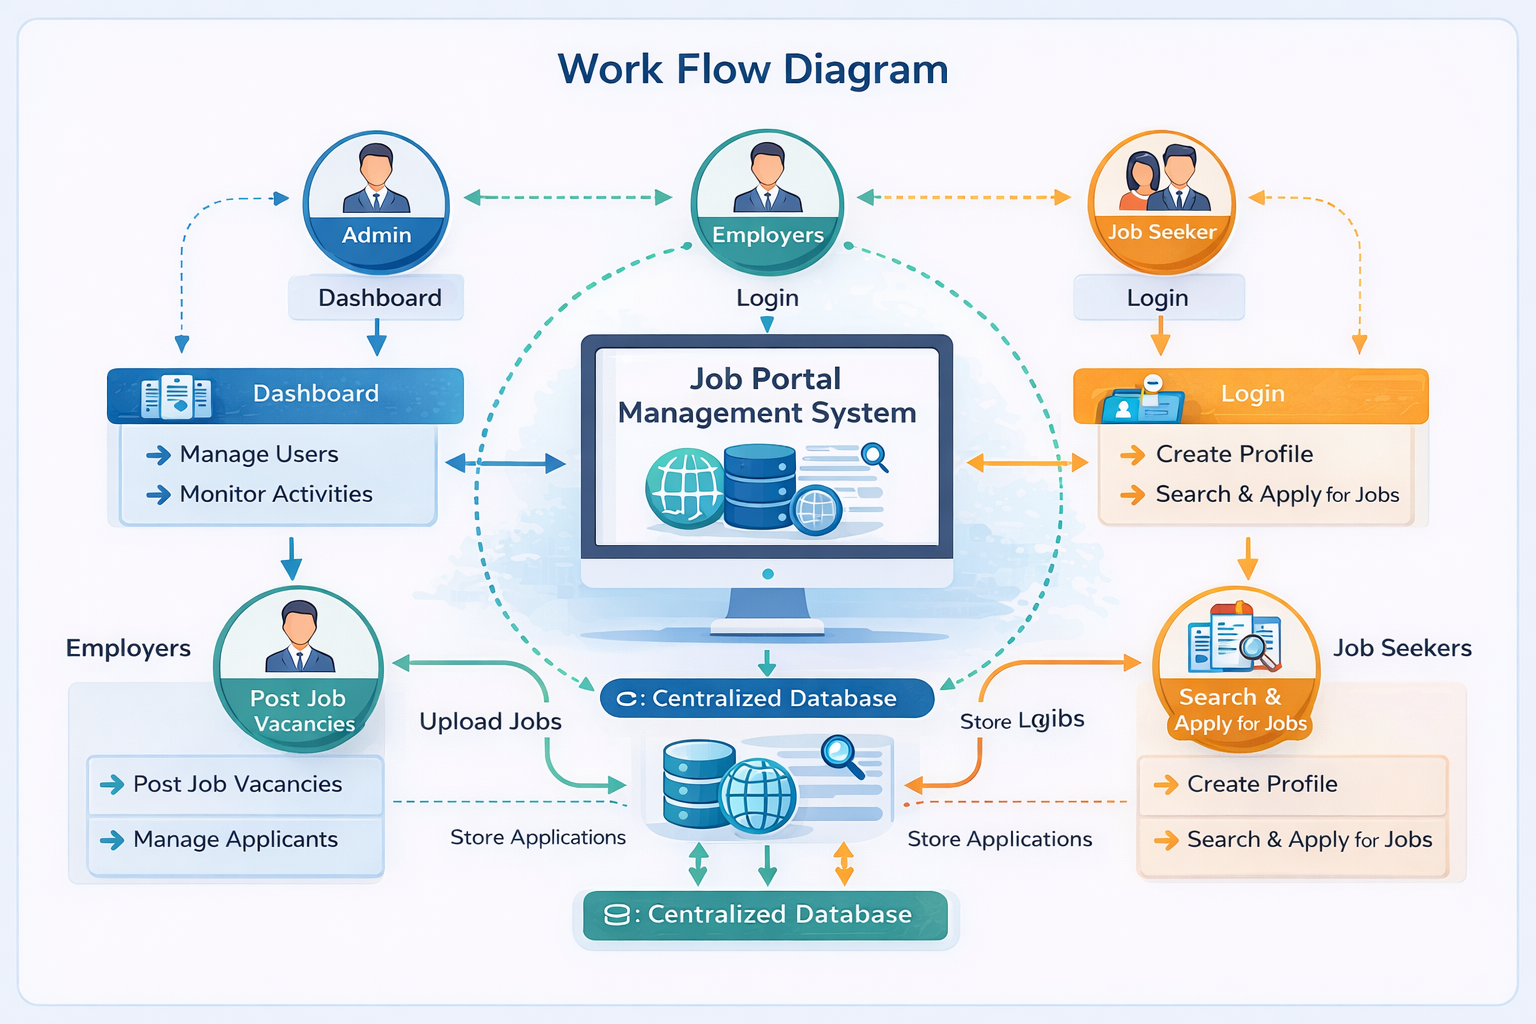 Work Flow Diagram
Admin
Employers
Job Seeker
Dashboard
Login
Login
Dashboard
Manage Users
Monitor Activities
Job Portal
Management System
Login
Create Profile
Search & Apply for Jobs
Employers
Post Job
Vacancies
Post Job Vacancies
Manage Applicants
Upload Jobs
: Centralized Database
Store
Store Applications
Store Applications
: Centralized Database
Job Seekers
Search &
Apply for Jobs
Create Profile
Search & Apply for Jobs